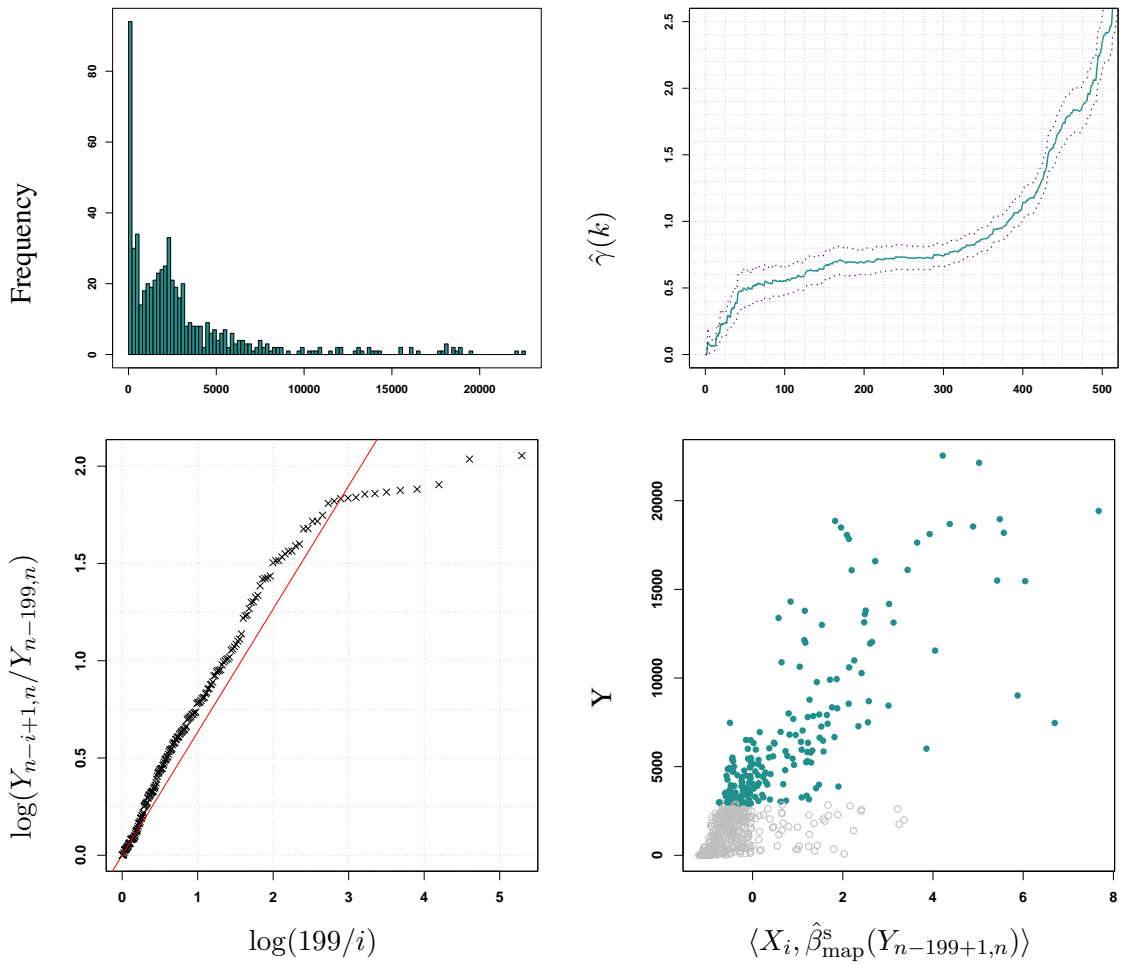 Frequency
0 20 40 60 80
0 5000 10000 15000 20000
γ̂(k)
0.0 0.5 1.0 1.5 2.0 2.5
0 100 200 300 400 500
log(Y_{n−i+1,n}/Y_{n−199,n})
0.0 0.5 1.0 1.5 2.0
0 1 2 3 4 5
log(199/i)
Y
0 5000 10000 15000 20000
0 2 4 6 8
⟨X_i, β̂^s_map(Y_{n−199+1,n})⟩